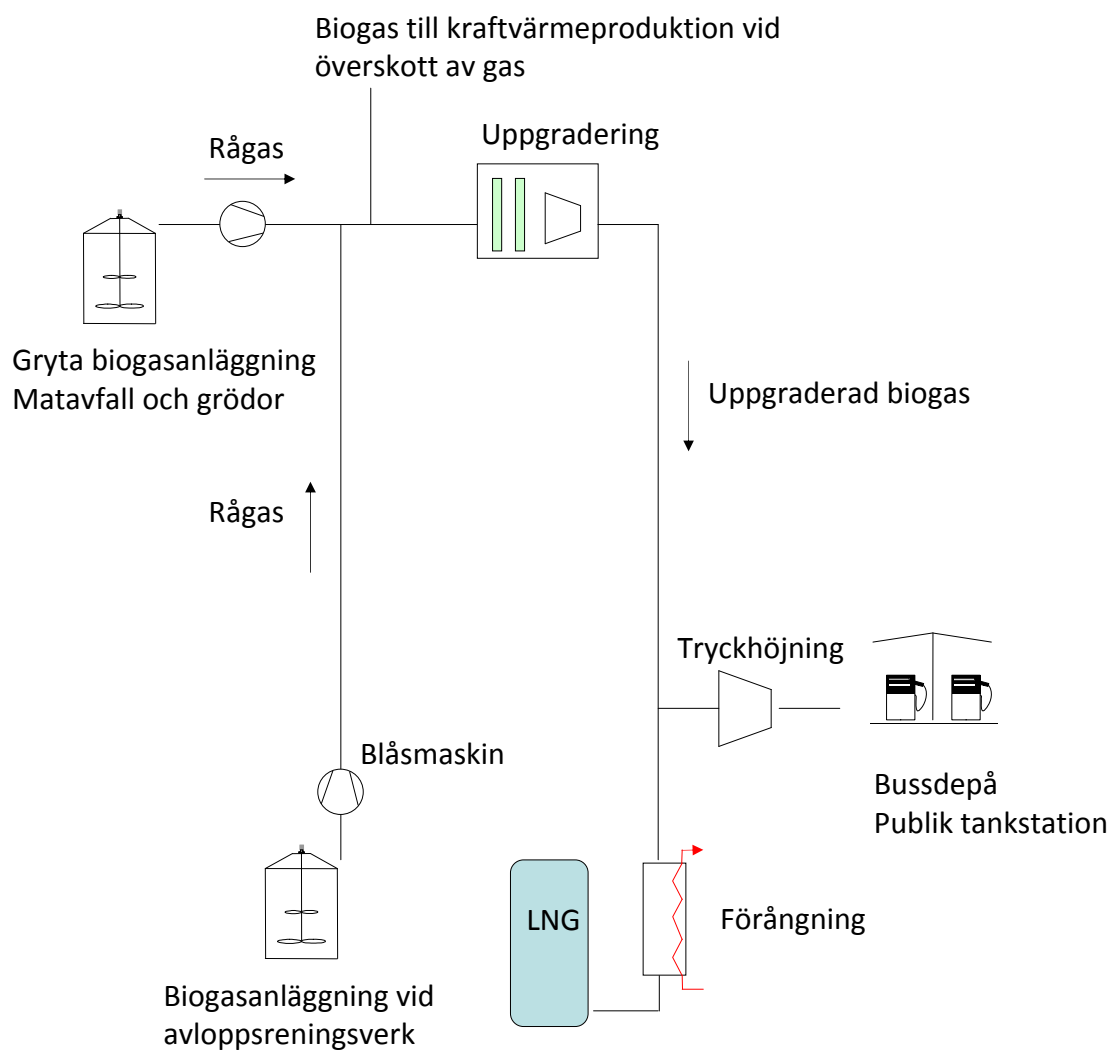 Biogas till kraftvärmeproduktion vid
överskott av gas
Rågas
Uppgradering
Gryta biogasanläggning
Matavfall och grödor
Uppgraderad biogas
Rågas
Tryckhöjning
Blåsmaskin
Bussdepå
Publik tankstation
LNG
Förångning
Biogasanläggning vid
avloppsreningsverk